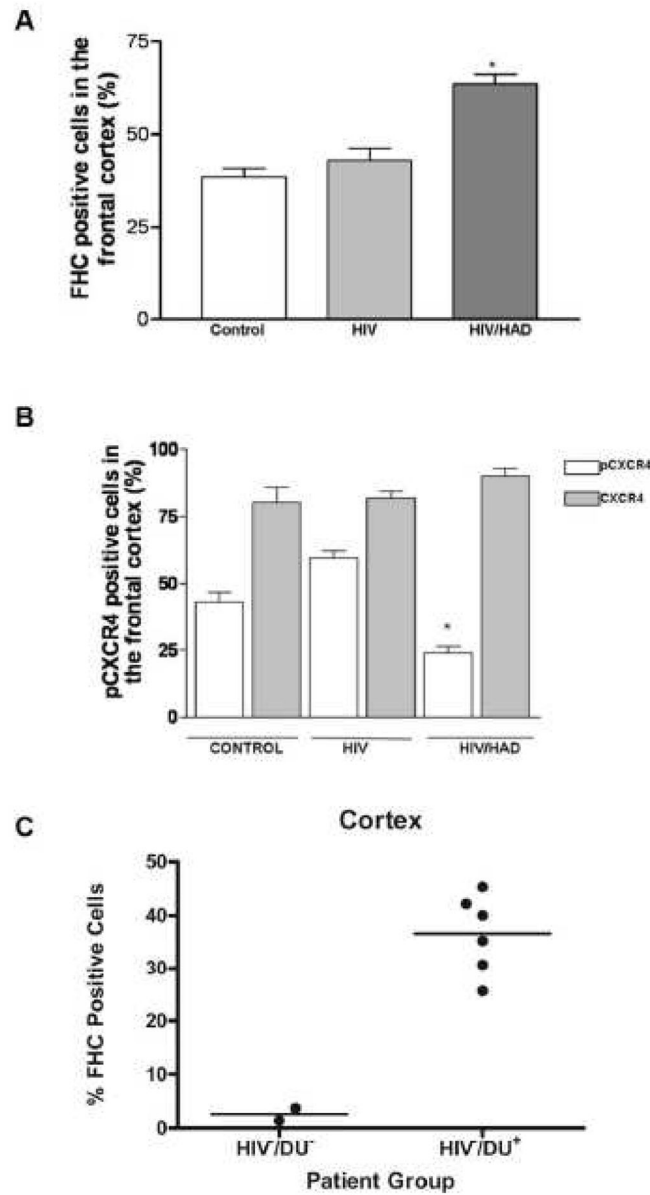 A
FHC positive cells in the
frontal cortex (%)
75
50
25
0
*
Control HIV HIV/HAD
B
pCXCR4 positive cells in
the frontal cortex (%)
100
75
50
25
0
*
pCXCR4
CXCR4
CONTROL HIV HIV/HAD
C
Cortex
% FHC Positive Cells
50
40
30
20
10
0
HIV⁻/DU⁻ HIV⁻/DU⁺
Patient Group